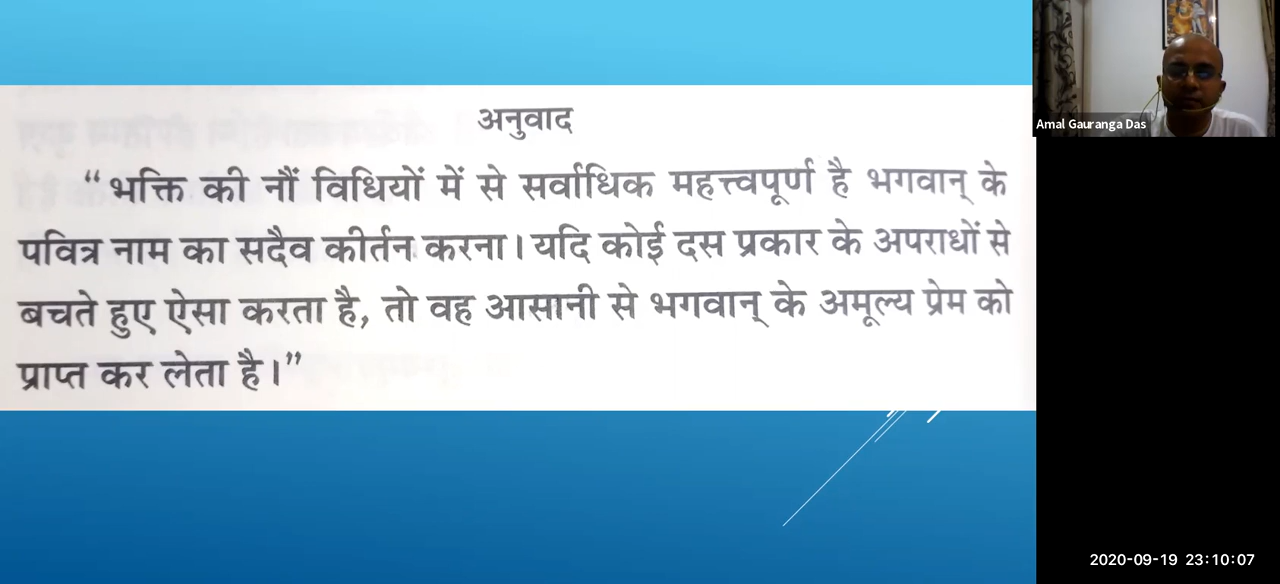 अनुवाद
“भक्ति की नौं विधियों में से सर्वाधिक महत्त्वपूर्ण है भगवान् के
पवित्र नाम का सदैव कीर्तन करना। यदि कोई दस प्रकार के अपराधों से
बचते हुए ऐसा करता है, तो वह आसानी से भगवान् के अमूल्य प्रेम को
प्राप्त कर लेता है।”
Amal Gauranga Das
2020-09-19 23:10:07